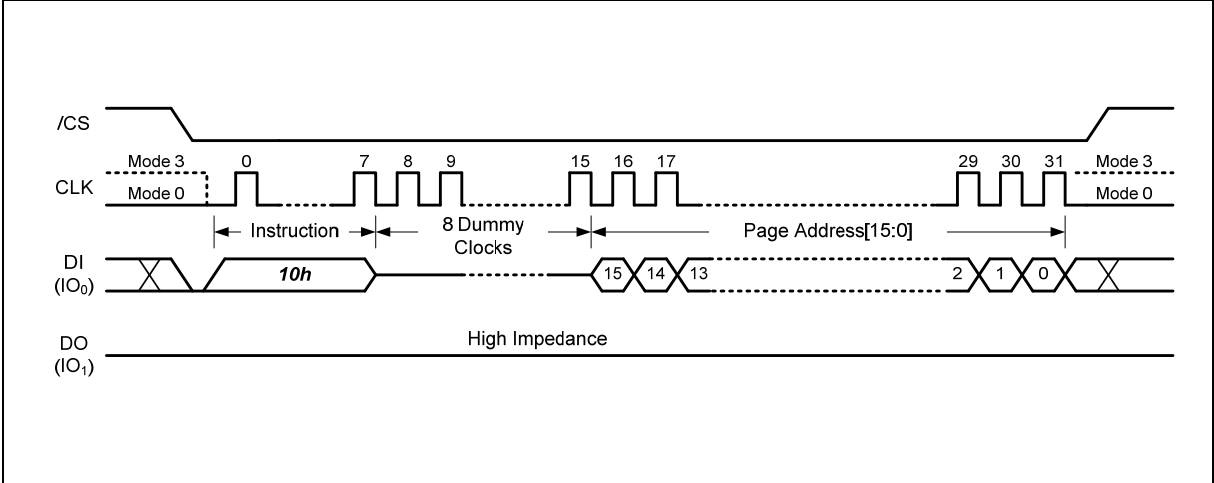 /CS
Mode 3 0 7 8 9 15 16 17 29 30 31 Mode 3
CLK
Mode 0 Mode 0
Instruction 8 Dummy Clocks Page Address[15:0]
DI
(IO₀)
10h 15 14 13 2 1 0
DO
(IO₁)
High Impedance